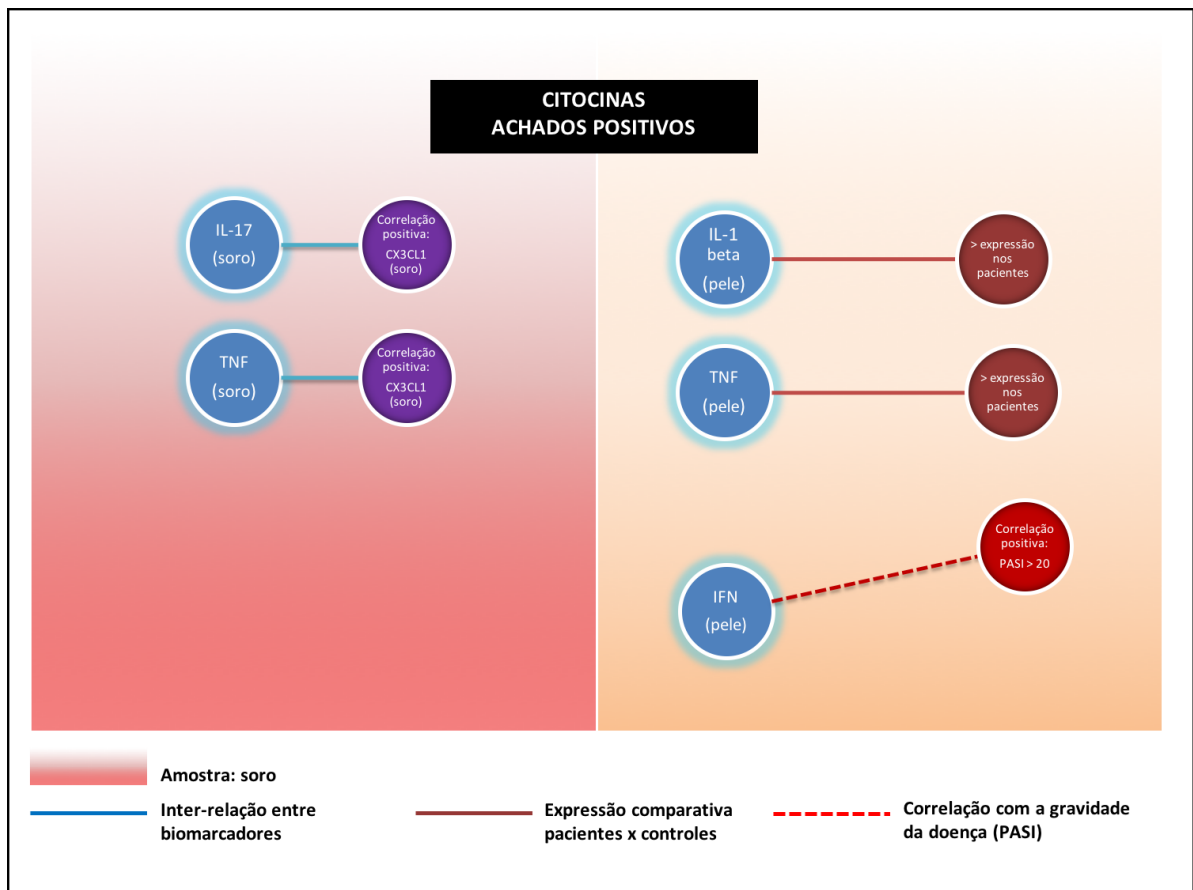 CITOCINAS
ACHADOS POSITIVOS
IL-17
(soro)
Correlação
positiva:
CX3CL1
(soro)
TNF
(soro)
Correlação
positiva:
CX3CL1
(soro)
IL-1
beta
(pele)
> expressão
nos
pacientes
TNF
(pele)
> expressão
nos
pacientes
IFN
(pele)
Correlação
positiva:
PASI > 20
Amostra: soro
Inter-relação entre
biomarcadores
Expressão comparativa
pacientes x controles
Correlação com a gravidade
da doença (PASI)